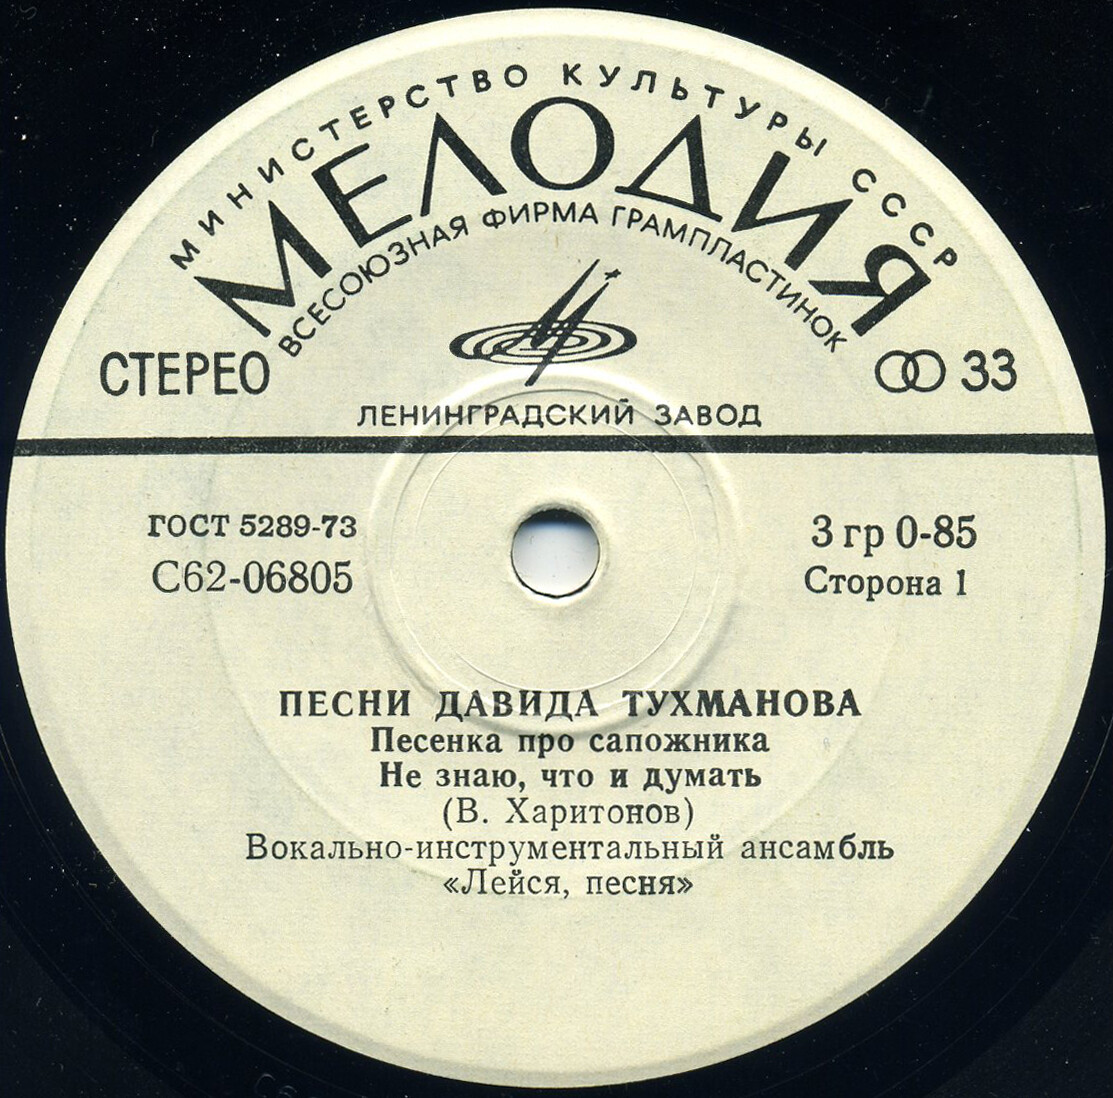 МИНИСТЕРСТВО КУЛЬТУРЫ СССР
МЕЛОДИЯ
ВСЕСОЮЗНАЯ ФИРМА ГРАМПЛАСТИНОК
СТЕРЕО
33
ЛЕНИНГРАДСКИЙ ЗАВОД
ГОСТ 5289-73
3 гр 0-85
С62-06805
Сторона 1
ПЕСНИ ДАВИДА ТУХМАНОВА
Песенка про сапожника
Не знаю, что и думать
(В. Харитонов)
Вокально-инструментальный ансамбль
«Лейся, песня»